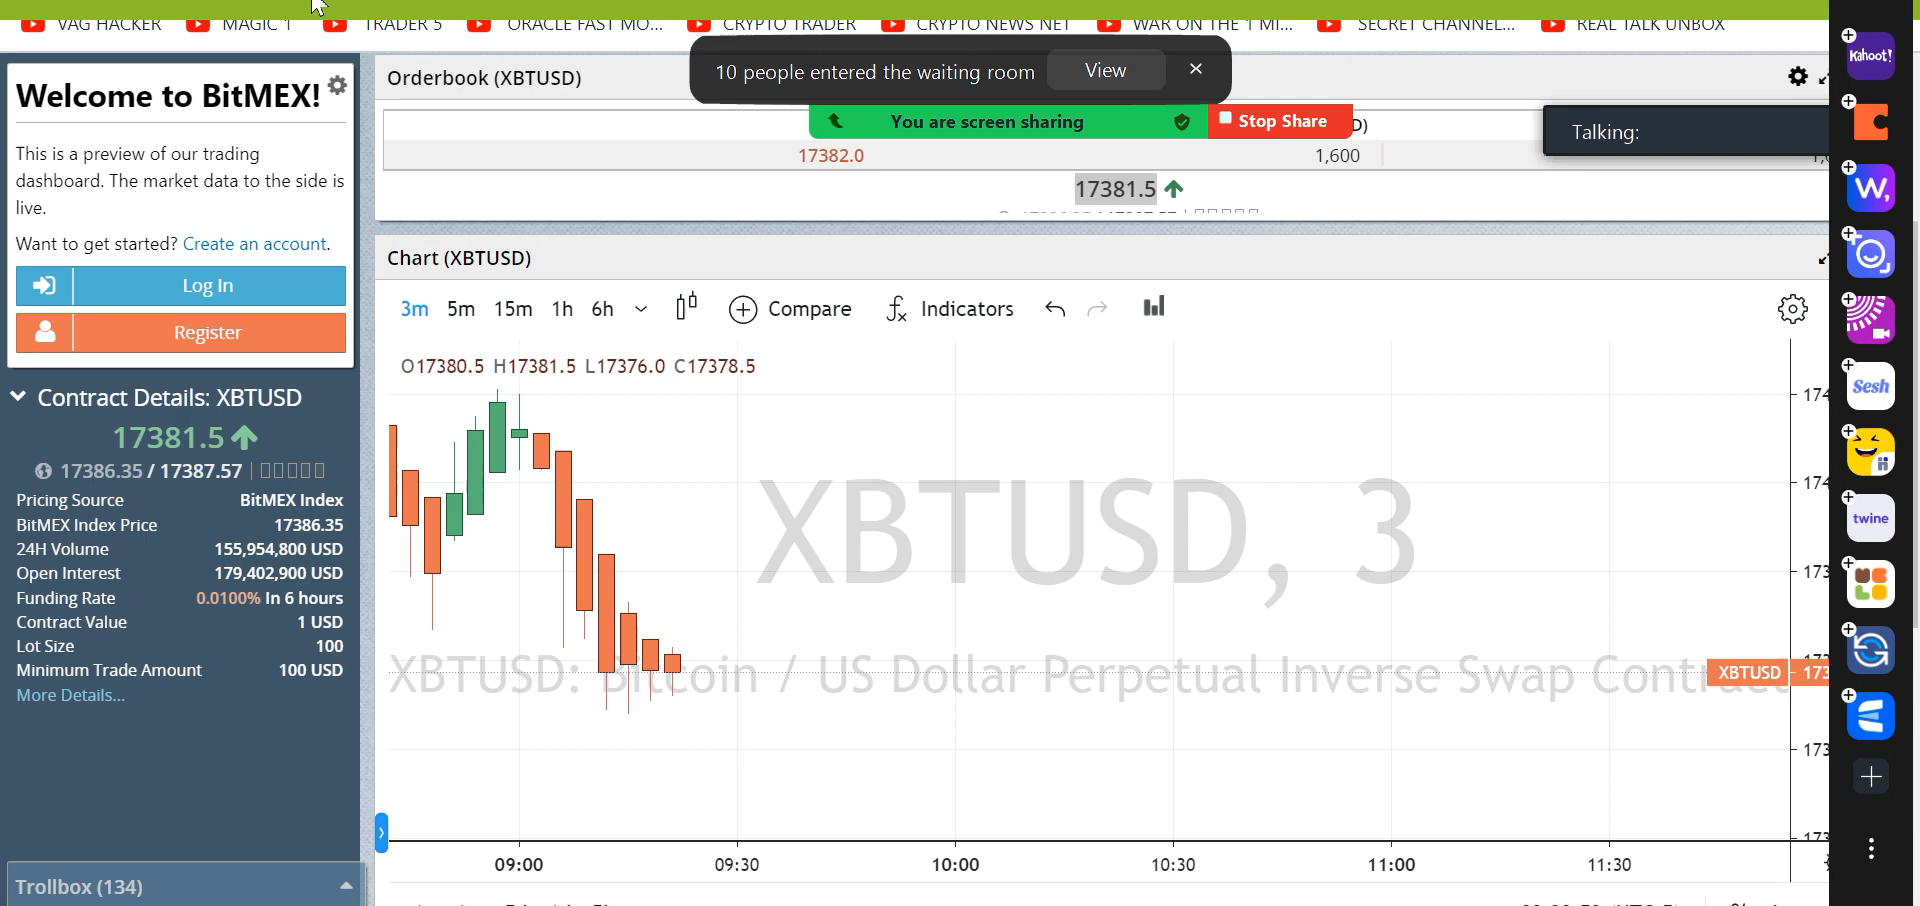 VAG HACKER MAGIC 1 TRADER 5 ORACLE FAST MO... CRYPTO TRADER CRYPTO NEWS NET WAR ON THE 1 MI... SECRET CHANNEL... REAL TALK UNBOX
10 people entered the waiting room View
You are screen sharing Stop Share
Talking:
Welcome to BitMEX!
This is a preview of our trading
dashboard. The market data to the side is
live.
Want to get started? Create an account.
Log In
Register
Contract Details: XBTUSD
17381.5
17386.35 / 17387.57
Pricing Source BitMEX Index
BitMEX Index Price 17386.35
24H Volume 155,954,800 USD
Open Interest 179,402,900 USD
Funding Rate 0.0100% In 6 hours
Contract Value 1 USD
Lot Size 100
Minimum Trade Amount 100 USD
More Details...
Trollbox (134)
Orderbook (XBTUSD)
17382.0 1,600
17381.5
Chart (XBTUSD)
3m 5m 15m 1h 6h Compare Indicators
O17380.5 H17381.5 L17376.0 C17378.5
XBTUSD, 3
XBTUSD: Bitcoin / US Dollar Perpetual Inverse Swap Contract
XBTUSD
09:00 09:30 10:00 10:30 11:00 11:30
Kahoot!
W,
Sesh
twine